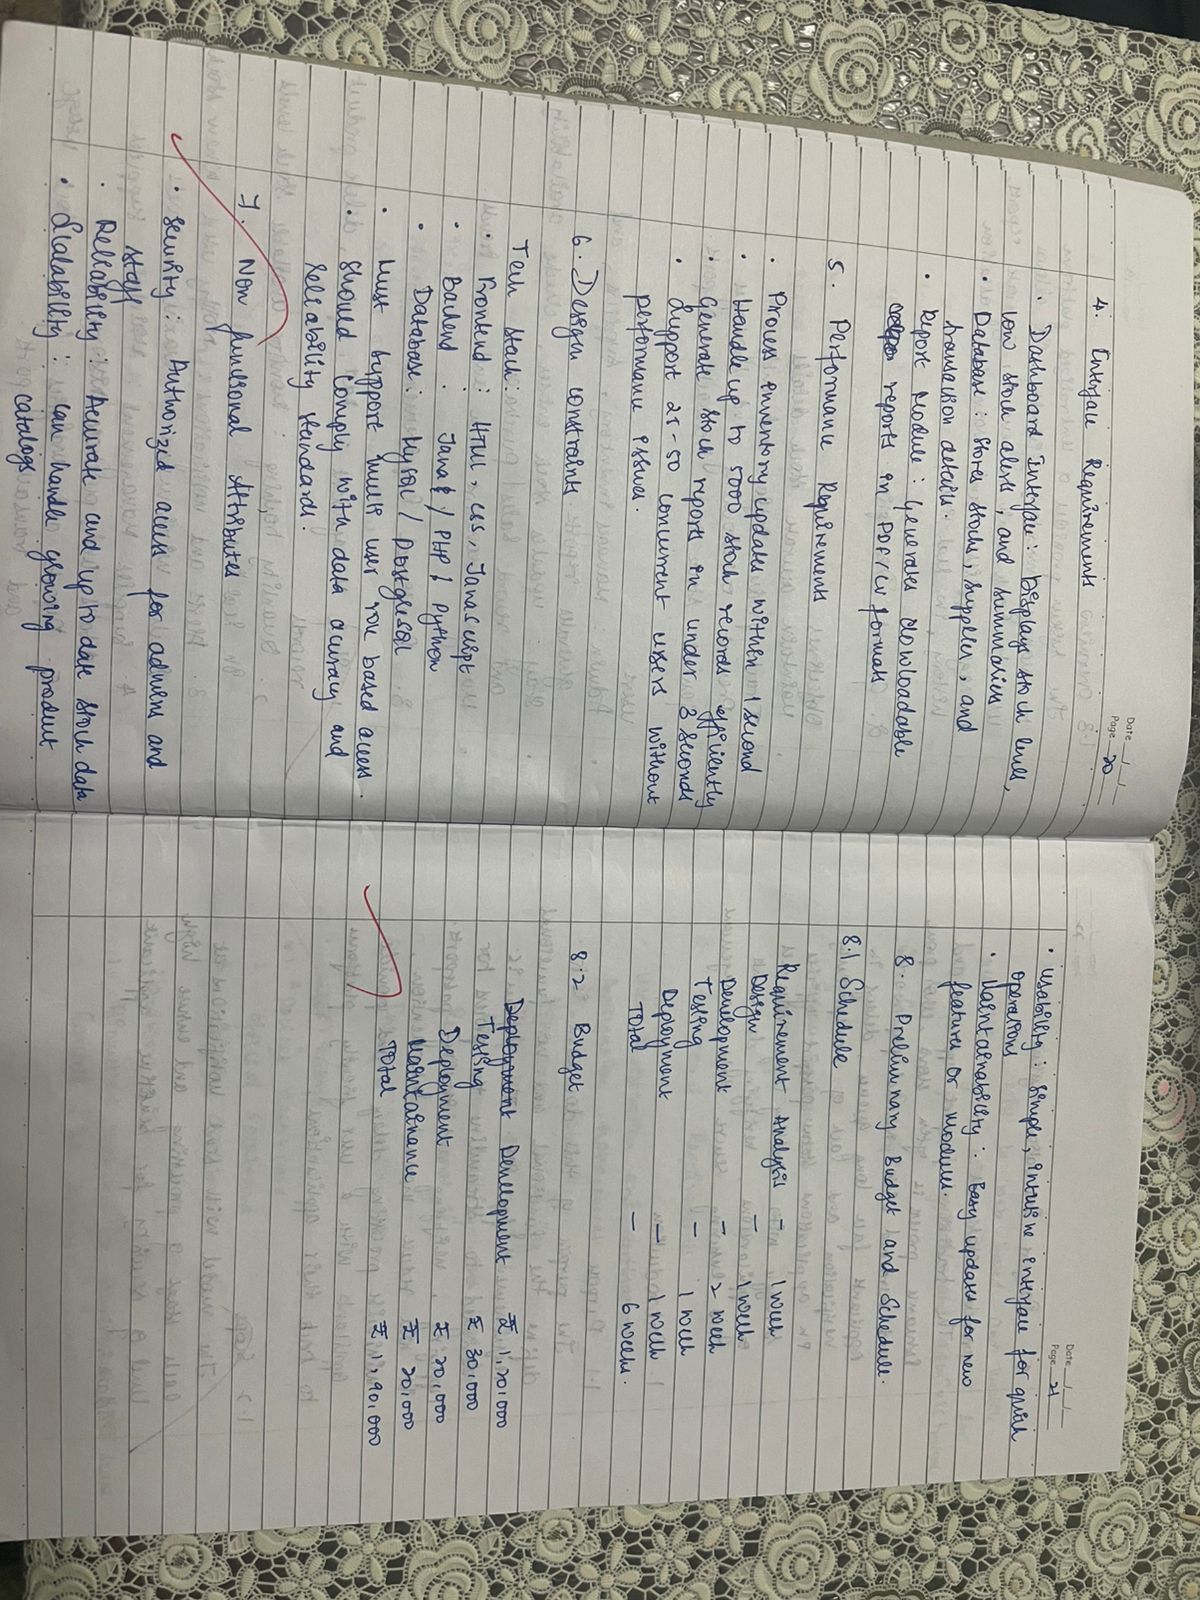 Date __/__/__
Page 20
4. Interface Requirements
• Dashboard Interface : Displays stock levels,
low stock alerts, and summaries
• Database : Stores stocks, supplier, and
transaction details.
• Report Module : Generates downloadable
reports in PDF/CSV formats
5. Performance Requirements
• Process inventory updates within 1 second
• Handle up to 5000 stock records efficiently
• Generate stock reports in under 3 seconds
• Support 25-50 concurrent users without
performance issues.
6. Design constraints
Tech stack:
• Frontend : HTML, CSS, Javascript
• Backend : Java / PHP / Python
• Database : MySQL / PostgreSQL
• Must support multi user role based access.
• Should comply with data accuracy and
reliability standards.
7. Non functional Attributes
• Security : Authorized access for admins and
staff
• Reliability : Accurate and up to date stock data
• Scalability : can handle growing product
catalogs
Date __/__/__
Page 21
• Usability : Simple, intuitive interface for quick
operations
• Maintainability : Easy updates for new
features or modules.
8. Preliminary Budget and Schedule.
8.1 Schedule
Requirement Analysis - 1 week
Design - 1 week
Development - 2 week
Testing - 1 week
Deployment - 1 week
Total - 6 weeks.
8.2 Budget
Deployment Development ₹ 1,20,000
Testing ₹ 30,000
Deployment ₹ 20,000
Maintainance ₹ 20,000
Total ₹ 1,90,000